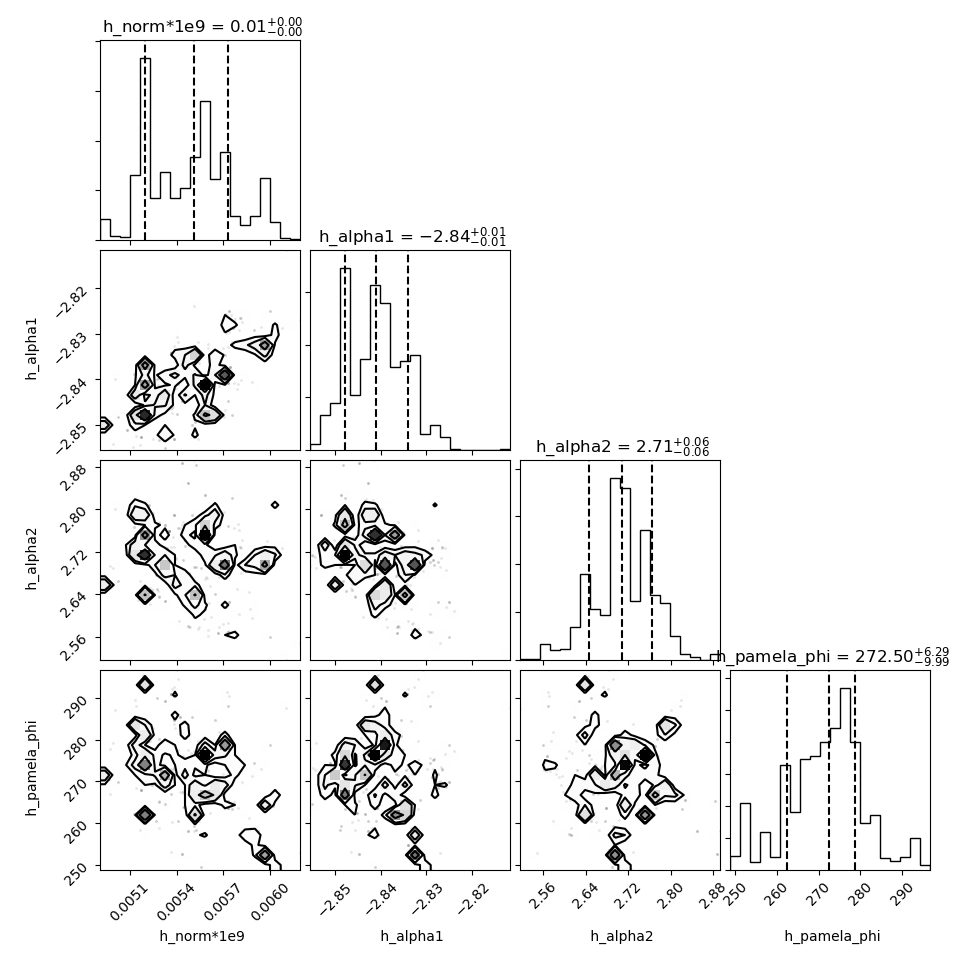 h_norm*1e9 = 0.01+0.00−0.00
h_alpha1 = −2.84+0.01−0.01
−2.82
−2.83
−2.84
−2.85
h_alpha1
h_alpha2 = 2.71+0.06−0.06
2.88
2.80
2.72
2.64
2.56
h_alpha2
h_pamela_phi = 272.50+6.29−9.99
290
280
270
260
250
h_pamela_phi
0.0051 0.0054 0.0057 0.0060
−2.85 −2.84 −2.83 −2.82
2.56 2.64 2.72 2.80 2.88
250 260 270 280 290
h_norm*1e9 h_alpha1 h_alpha2 h_pamela_phi